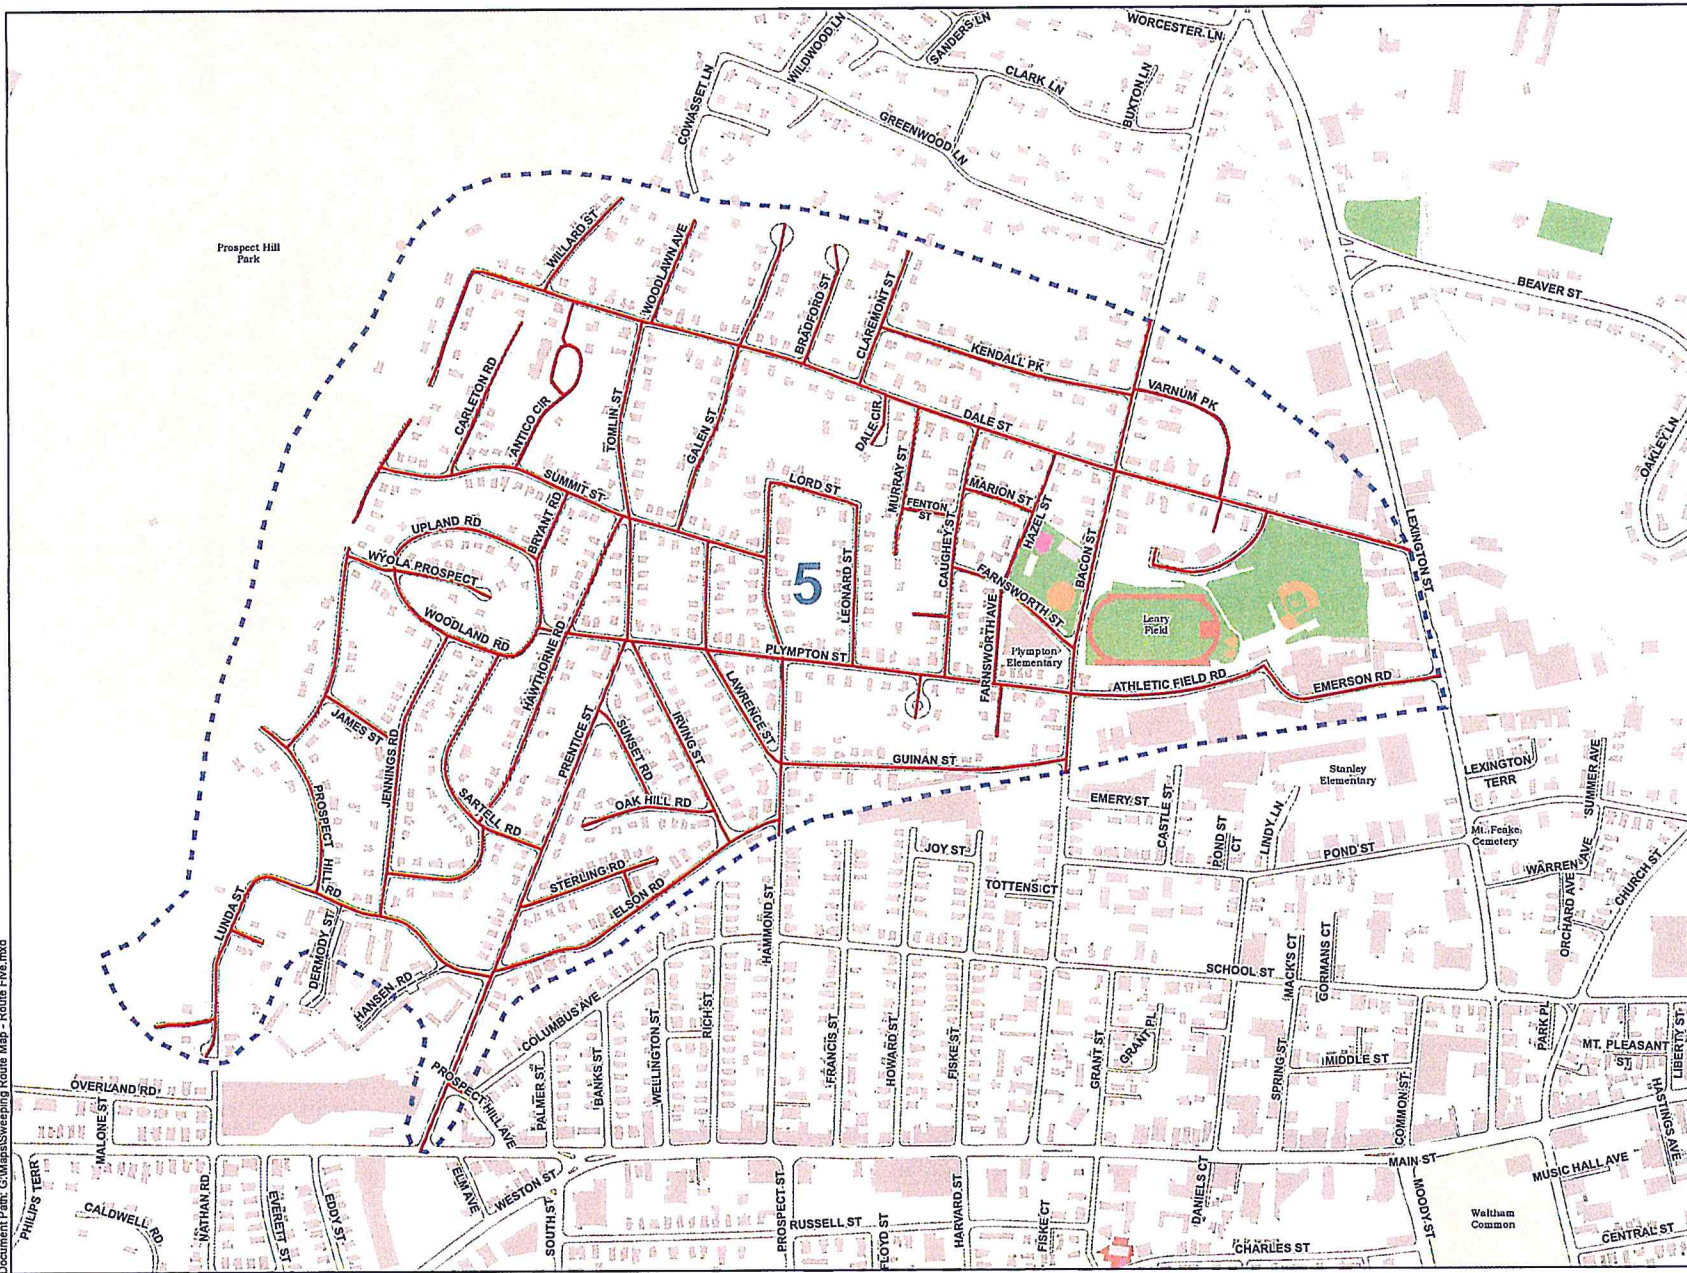 WORCESTER LN
SANDERS LN
WILDWOOD LN
CLARK LN
BUXTON LN
COWASSET LN
GREENWOOD LN
Prospect Hill
Park
WILLARD ST
WOODLAWN AVE
BRADFORD ST
CLAREMONT ST
BEAVER ST
KENDALL PK
VARNUM PK
CARLETON RD
ANTICO CIR
TOMLIN ST
GALEN ST
DALE CIR
DALE ST
OAKLEY LN
SUMMIT ST
LORD ST
MURRAY ST
MARION ST
FENTON
ST
HAZEL ST
BRYANT RD
UPLAND RD
WYOLA PROSPECT
5
LEONARD ST
CAUGHEY ST
FARNSWORTH ST
BACON ST
LEXINGTON ST
WOODLAND RD
HAWTHORNE RD
PLYMPTON ST
FARNSWORTH AVE
Plympton
Elementary
Leary
Field
ATHLETIC FIELD RD
EMERSON RD
JAMES ST
JENNINGS RD
PRENTICE ST
SUNSET RD
IRVING ST
LAWRENCE ST
GUINAN ST
Stanley
Elementary
LEXINGTON
TERR
SUMMER AVE
PROSPECT HILL RD
SARTELL RD
OAK HILL RD
EMERY ST
CASTLE ST
POND ST
CT
LINDY LN
POND ST
Mt. Feake
Cemetery
WARREN AVE
ORCHARD AVE
CHURCH ST
JOY ST
TOTTENS CT
STERLING RD
NELSON RD
LUNDA ST
DERMODY ST
HANSEN RD
HAMMOND ST
SCHOOL ST
MACK'S CT
GORMANS CT
COLUMBUS AVE
RICH ST
WELLINGTON ST
BANKS ST
PALMER ST
FRANCIS ST
HOWARD ST
FISKE ST
GRANT ST
GRANT PL
SPRING ST
MIDDLE ST
COMMON ST
PARK PL
MT. PLEASANT
ST
LIBERTY ST
HASTINGS AVE
PROSPECT HILL AVE
OVERLAND RD
MALONE ST
MAIN ST
MUSIC HALL AVE
PHILIPS TERR
CALDWELL RD
NATHAN RD
EVERETT ST
EDDY ST
ELM AVE
WESTON ST
SOUTH ST
PROSPECT ST
RUSSELL ST
FLOYD ST
HARVARD ST
FISKE CT
DANIELS CT
CHARLES ST
MOODY ST
Waltham
Common
CENTRAL ST
Document Path: G:\Maps\Sweeping Route Map - Route Five.mxd